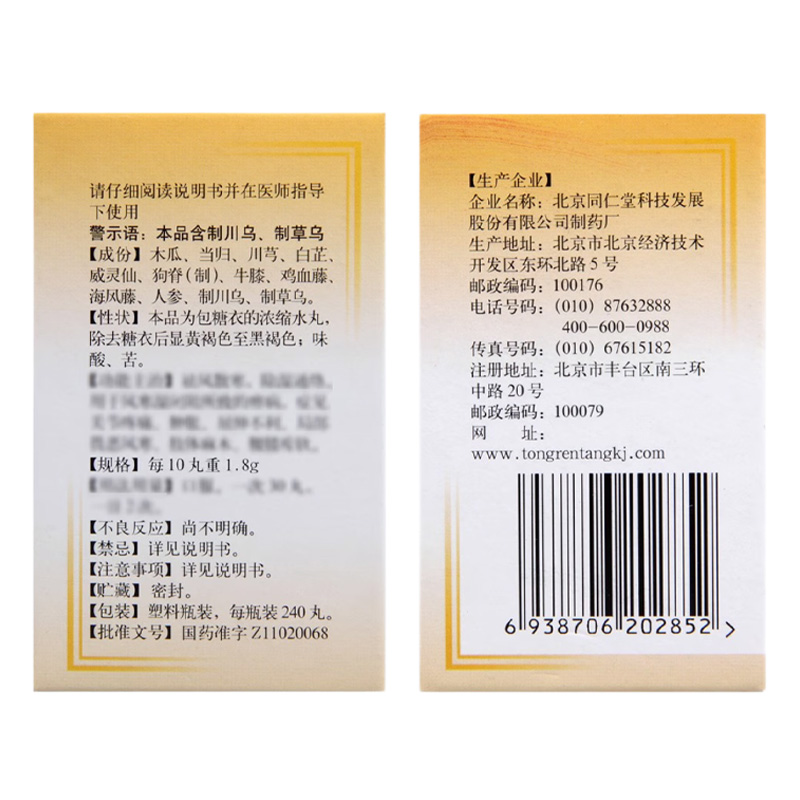 请仔细阅读说明书并在医师指导
下使用
警示语：本品含制川乌、制草乌
【成份】木瓜、当归、川芎、白芷、
威灵仙、狗脊（制）、牛膝、鸡血藤、
海风藤、人参、制川乌、制草乌。
【性状】本品为包糖衣的浓缩水丸，
除去糖衣后显黄褐色至黑褐色；味
酸、苦。
【规格】每10丸重1.8g
【不良反应】尚不明确。
【禁忌】详见说明书。
【注意事项】详见说明书。
【贮藏】密封。
【包装】塑料瓶装，每瓶装240丸。
【批准文号】国药准字Z11020068
【生产企业】
企业名称：北京同仁堂科技发展
股份有限公司制药厂
生产地址：北京市北京经济技术
开发区东环北路5号
邮政编码：100176
电话号码：(010) 87632888
400-600-0988
传真号码：(010) 67615182
注册地址：北京市丰台区南三环
中路20号
邮政编码：100079
网 址：
www.tongrentangkj.com
6 938706 202852 >